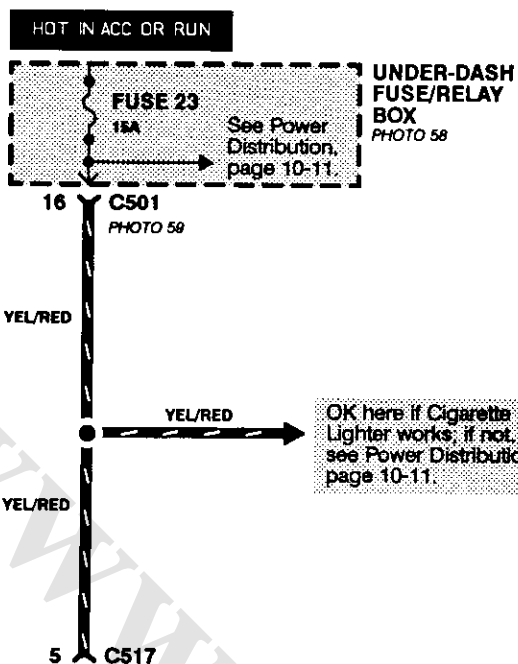 HOT IN ACC OR RUN
UNDER-DASH
FUSE/RELAY
BOX
PHOTO 58
FUSE 23
15A
See Power
Distribution,
page 10-11.
16 C501
PHOTO 59
YEL/RED
YEL/RED
OK here if Cigarette
Lighter works, if not,
see Power
page 10-11.
YEL/RED
5 C517